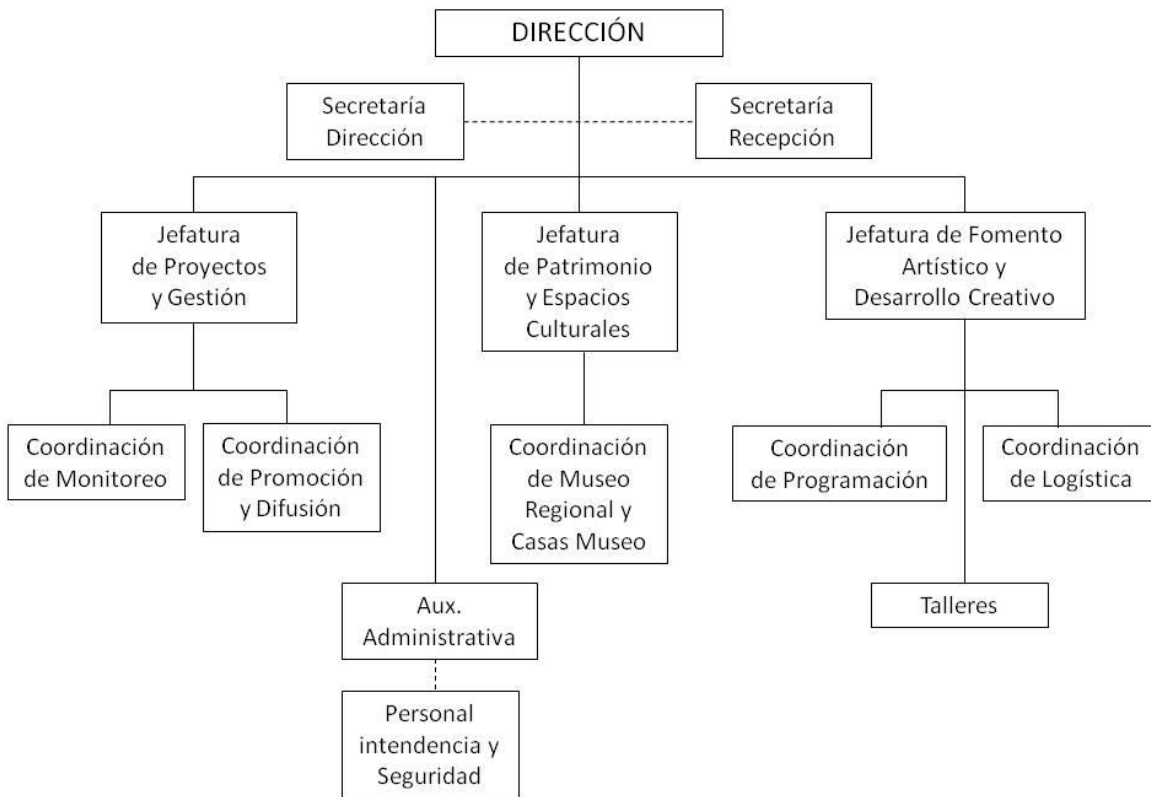 DIRECCIÓN
Secretaría
Dirección
Secretaría
Recepción
Jefatura
de Proyectos
y Gestión
Jefatura
de Patrimonio
y Espacios
Culturales
Jefatura de Fomento
Artístico y
Desarrollo Creativo
Coordinación
de Monitoreo
Coordinación
de Promoción
y Difusión
Coordinación
de Museo
Regional y
Casas Museo
Coordinación
de Programación
Coordinación
de Logística
Aux.
Administrativa
Talleres
Personal
intendencia y
Seguridad